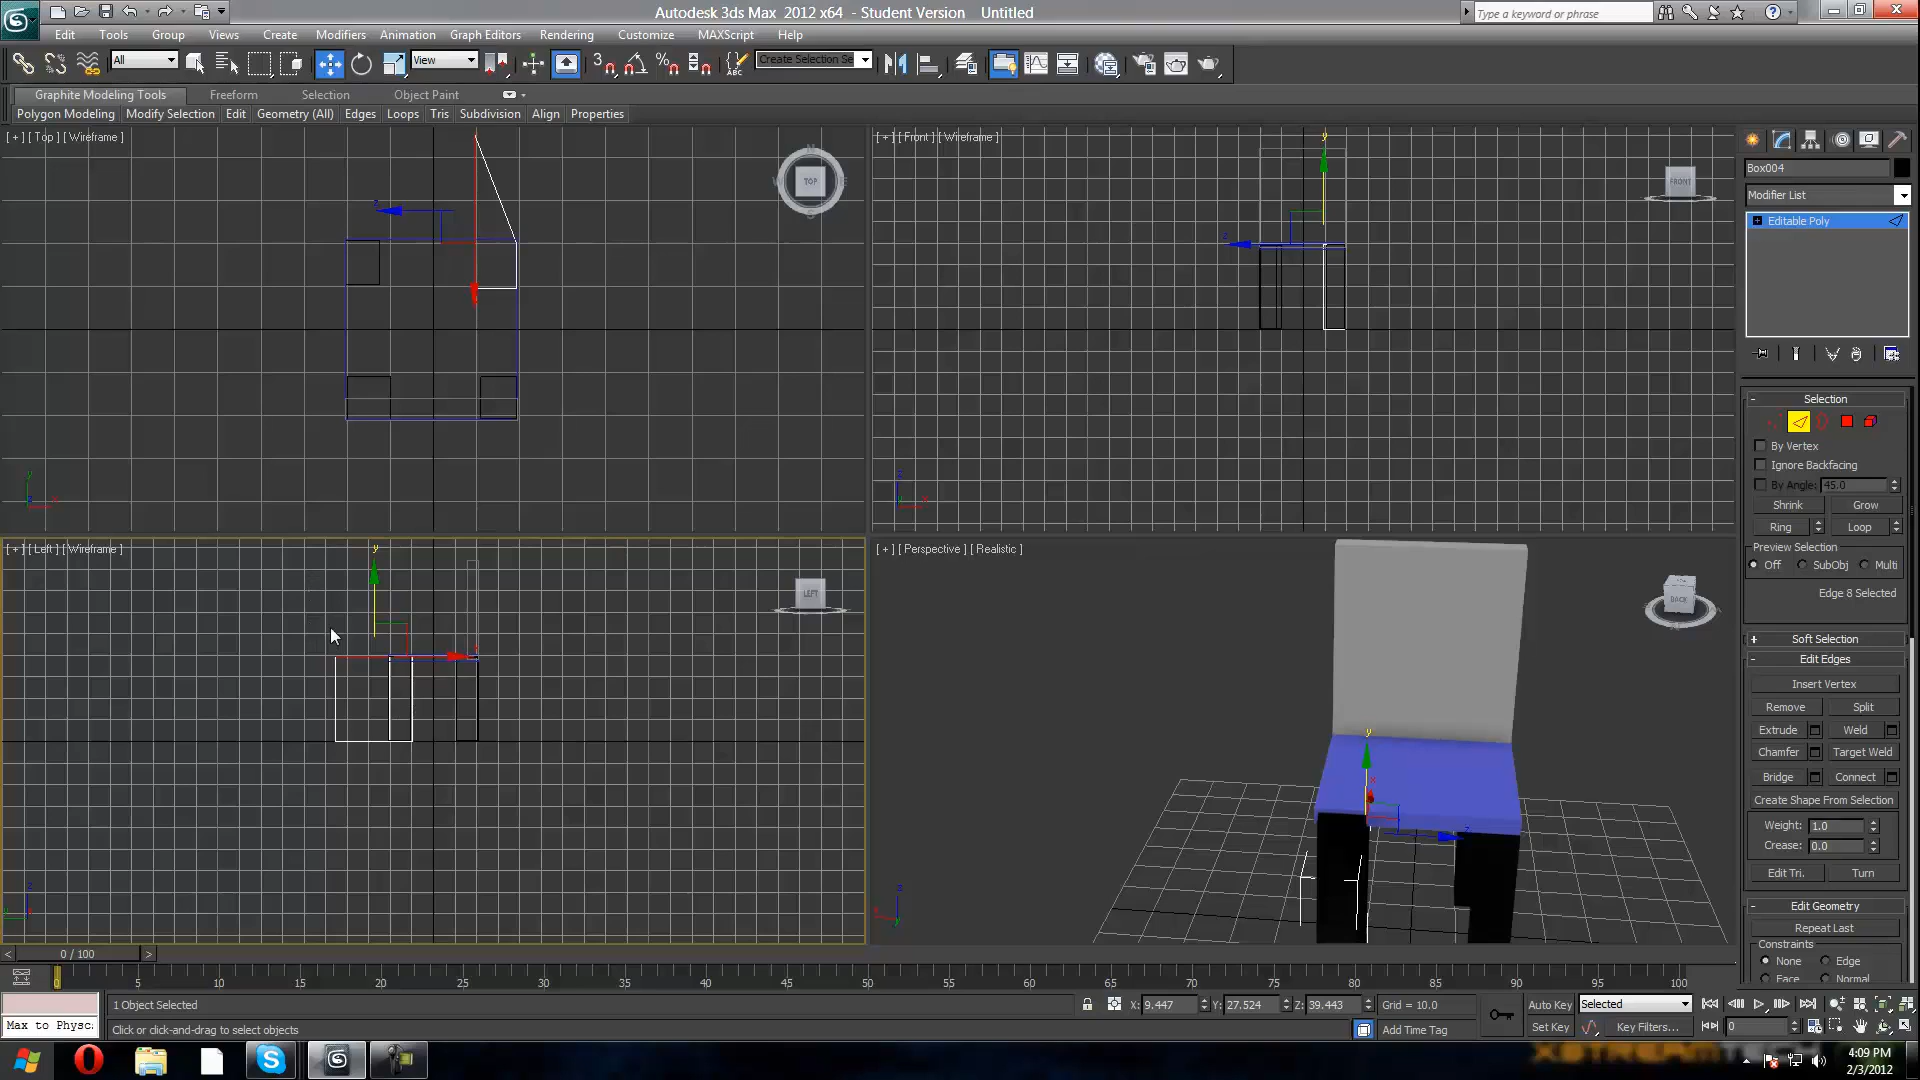 Autodesk 3ds Max 2012 x64 - Student Version Untitled
Type a keyword or phrase
Edit Tools Group Views Create Modifiers Animation Graph Editors Rendering Customize MAXScript Help
All View Create Selection Se
Graphite Modeling Tools Freeform Selection Object Paint
Polygon Modeling Modify Selection Edit Geometry (All) Edges Loops Tris Subdivision Align Properties
[ + ] [ Top ] [ Wireframe ]
TOP
[ + ] [ Front ] [ Wireframe ]
FRONT
[ + ] [ Left ] [ Wireframe ]
LEFT
[ + ] [ Perspective ] [ Realistic ]
BACK
Box004
Modifier List
Editable Poly
- Selection
By Vertex
Ignore Backfacing
By Angle: 45.0
Shrink Grow
Ring Loop
Preview Selection
Off SubObj Multi
Edge 8 Selected
+ Soft Selection
- Edit Edges
Insert Vertex
Remove Split
Extrude Weld
Chamfer Target Weld
Bridge Connect
Create Shape From Selection
Weight: 1.0
Crease: 0.0
Edit Tri. Turn
- Edit Geometry
Repeat Last
Constraints
None Edge
Face Normal
< 0 / 100 >
0 5 10 15 20 25 30 35 40 45 50 55 60 65 70 75 80 85 90 95 100
1 Object Selected
X: 9.447 Y: 27.524 Z: 39.443 Grid = 10.0
Auto Key Selected
Max to Physc
Click or click-and-drag to select objects
Add Time Tag
Set Key Key Filters... 0
4:09 PM
2/3/2012